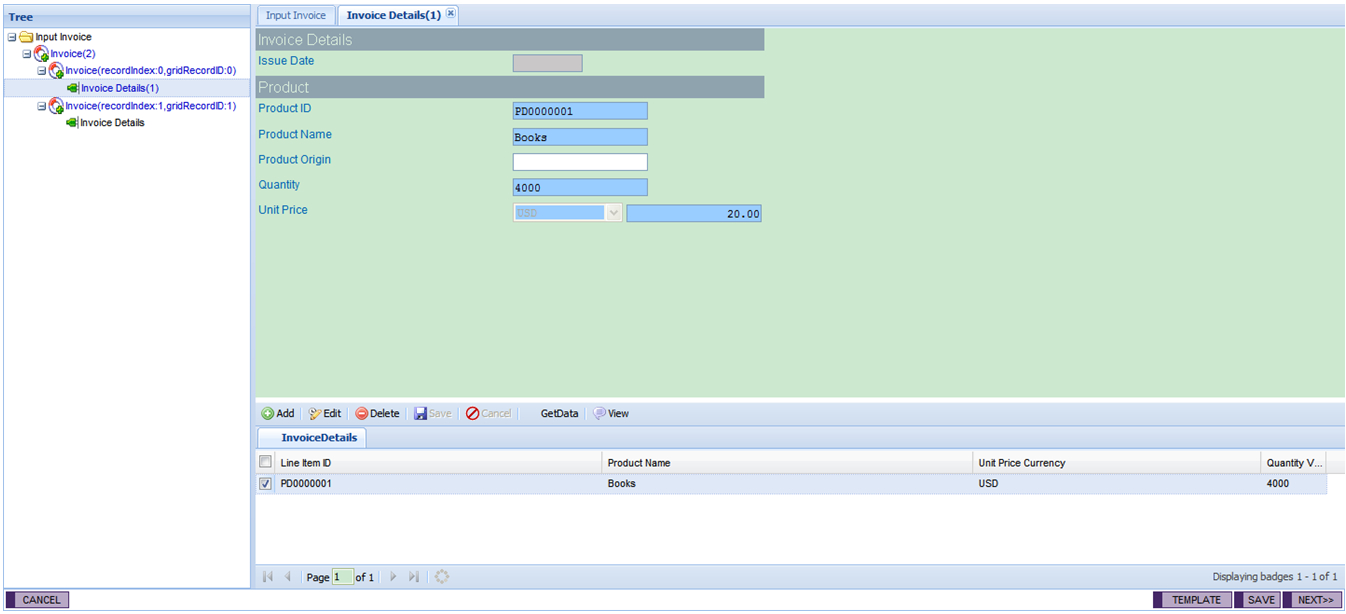 Tree
Input Invoice
Invoice(2)
Invoice(recordIndex:0,gridRecordID:0)
Invoice Details(1)
Invoice(recordIndex:1,gridRecordID:1)
Invoice Details
Input Invoice Invoice Details(1)
Invoice Details
Issue Date
Product
Product ID PD0000001
Product Name Books
Product Origin
Quantity 4000
Unit Price USD 20.00
Add Edit Delete Save Cancel GetData View
InvoiceDetails
Line Item ID Product Name Unit Price Currency Quantity V...
PD0000001 Books USD 4000
Page 1 of 1 Displaying badges 1 - 1 of 1
CANCEL TEMPLATE SAVE NEXT>>